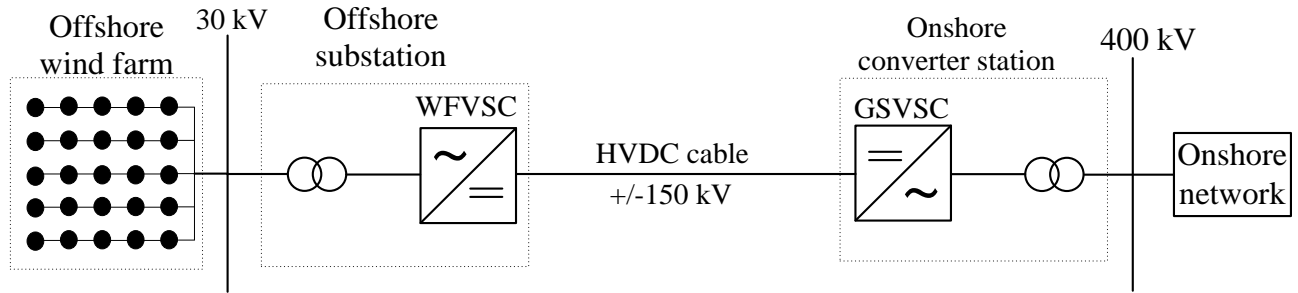 Offshore
wind farm
30 kV
Offshore
substation
WFVSC
HVDC cable
+/-150 kV
Onshore
converter station
GSVSC
400 kV
Onshore
network